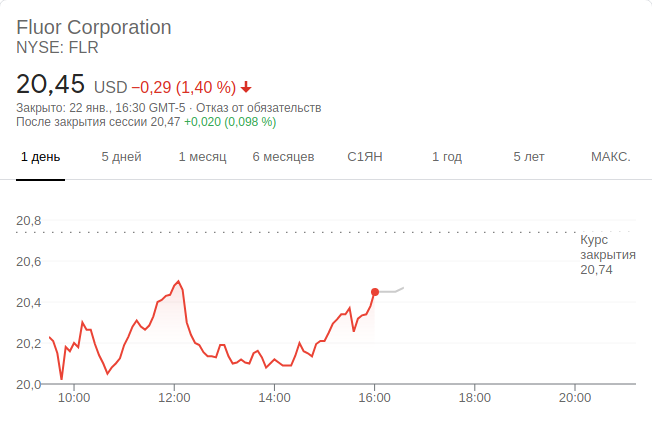 Fluor Corporation
NYSE: FLR
20,45 USD −0,29 (1,40 %)
Закрыто: 22 янв., 16:30 GMT-5 · Отказ от обязательств
После закрытия сессии 20,47 +0,020 (0,098 %)
1 день 5 дней 1 месяц 6 месяцев С1ЯН 1 год 5 лет МАКС.
20,8
Курс
закрытия
20,74
20,6
20,4
20,2
20,0
10:00 12:00 14:00 16:00 18:00 20:00